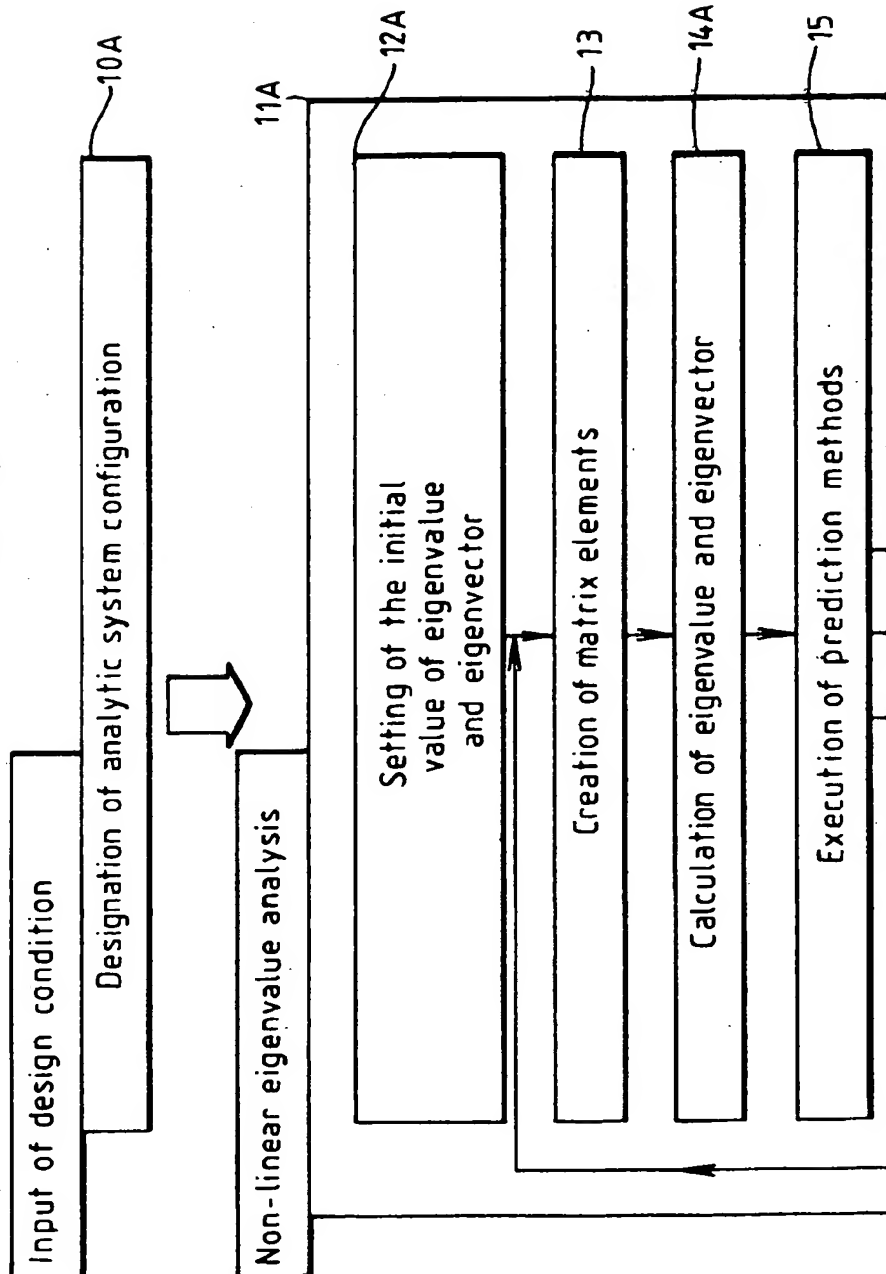 Input of design condition
Designation of analytic system configuration
10A
Non-linear eigenvalue analysis
11A
Setting of the initial
value of eigenvalue
and eigenvector
12A
Creation of matrix elements
13
Calculation of eigenvalue and eigenvector
14A
Execution of prediction methods
15